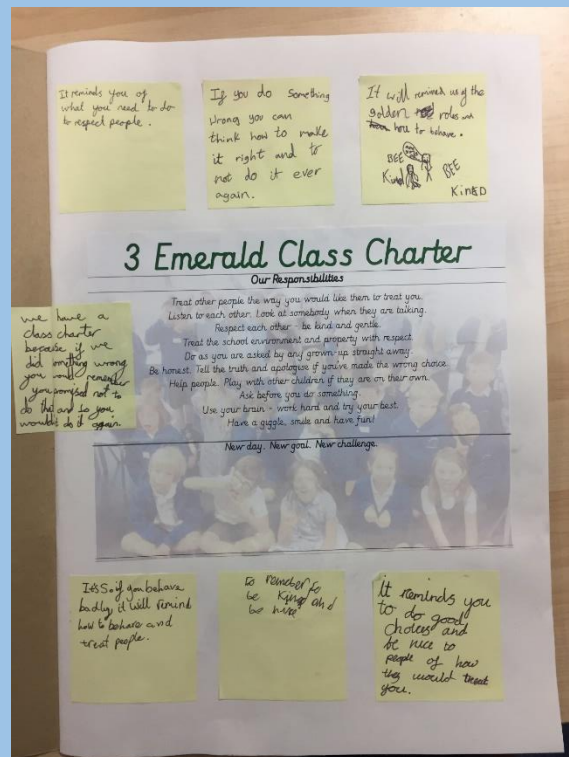 It reminds you of
what you need to do
to respect people.
If you do something
wrong you can
think how to make
it right and to
not do it ever
again.
It will remined us of the
golden roles and
how to behave.
BEE
Kind
BEE
KinED
3 Emerald Class Charter
Our Responsibilities
Treat other people the way you would like them to treat you.
Listen to each other. Look at somebody when they are talking.
Respect each other - be kind and gentle.
Treat the school environment and property with respect.
Do as you are asked by any grown-up straight away.
Be honest. Tell the truth and apologise if you've made the wrong choice.
Help people. Play with other children if they are on their own.
Ask before you do something.
Use your brain - work hard and try your best.
Have a giggle, smile and have fun!
New day. New goal. New challenge.
we have a
class charter
because if we
did omething wrong
you will remember
you promised not to
do this and so you
wouldn't do it again.
It's So if you behave
badly, it will remind
how to behave and
treat people.
to remeber to
be Kind and
be nice
It reminds you
to do good
choices and
be nice to
people of how
they would treat
you.